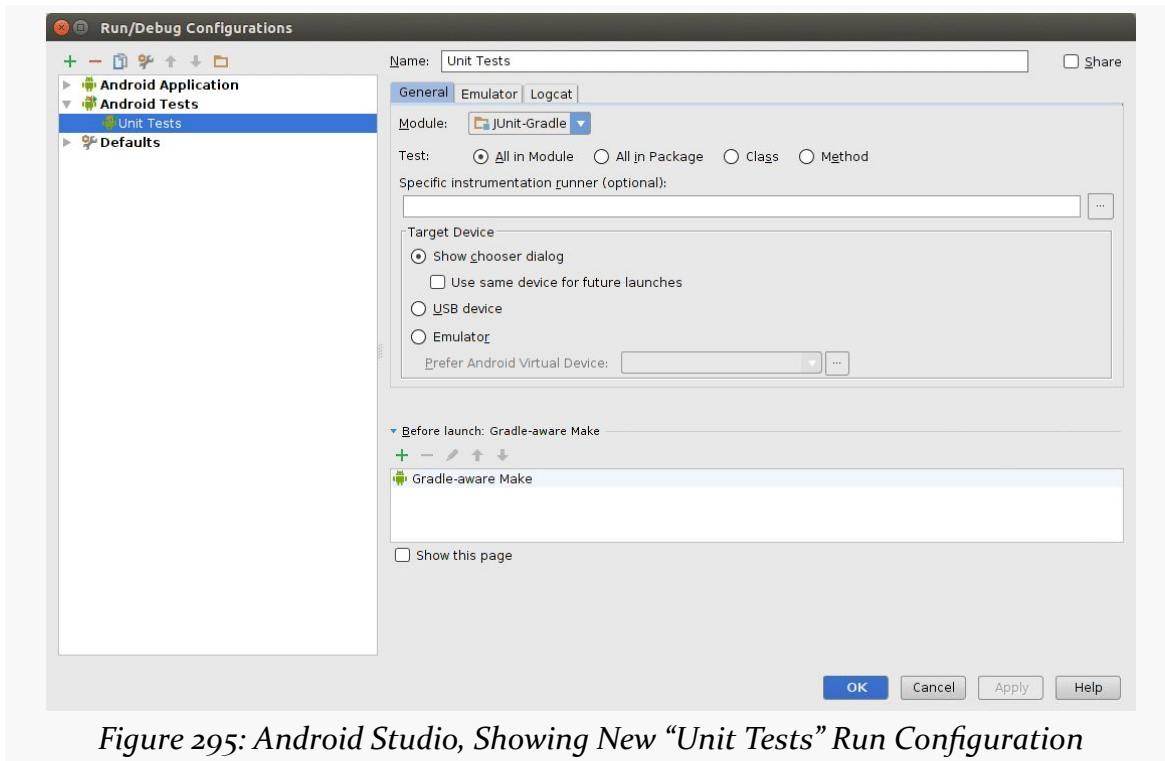 Run/Debug Configurations
Name: Unit Tests
Share
Android Application
Android Tests
Unit Tests
Defaults
General Emulator Logcat
Module: JUnit-Gradle
Test: All in Module All in Package Class Method
Specific instrumentation runner (optional):
...
Target Device
Show chooser dialog
Use same device for future launches
USB device
Emulator
Prefer Android Virtual Device:
...
Before launch: Gradle-aware Make
Gradle-aware Make
Show this page
OK Cancel Apply Help
Figure 295: Android Studio, Showing New “Unit Tests” Run Configuration